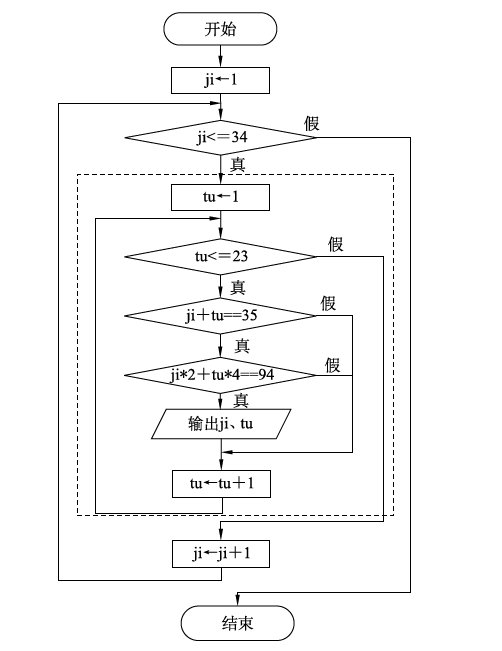 开始
ji←1
假
ji<=34
真
tu←1
假
tu<=23
真
假
ji+tu==35
真
假
ji*2+tu*4==94
真
输出ji、tu
tu←tu+1
ji←ji+1
结束